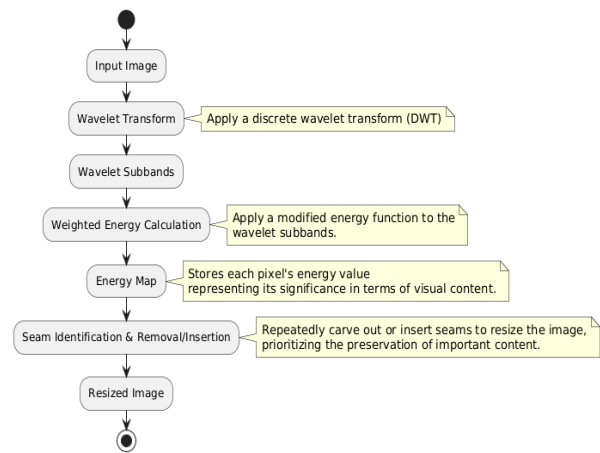 Input Image
Wavelet Transform
Apply a discrete wavelet transform (DWT)
Wavelet Subbands
Weighted Energy Calculation
Apply a modified energy function to the
wavelet subbands.
Energy Map
Stores each pixel's energy value
representing its significance in terms of visual content.
Seam Identification & Removal/Insertion
Repeatedly carve out or insert seams to resize the image,
prioritizing the preservation of important content.
Resized Image